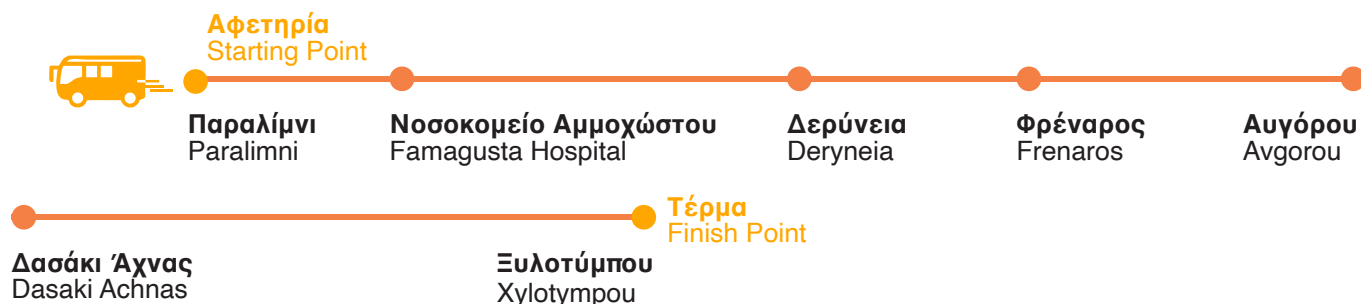 Αφετηρία
Starting Point
Παραλίμνι
Paralimni
Νοσοκομείο Αμμοχώστου
Famagusta Hospital
Δερύνεια
Deryneia
Φρέναρος
Frenaros
Αυγόρου
Avgorou
Τέρμα
Finish Point
Δασάκι Άχνας
Dasaki Achnas
Ξυλοτύμπου
Xylotympou